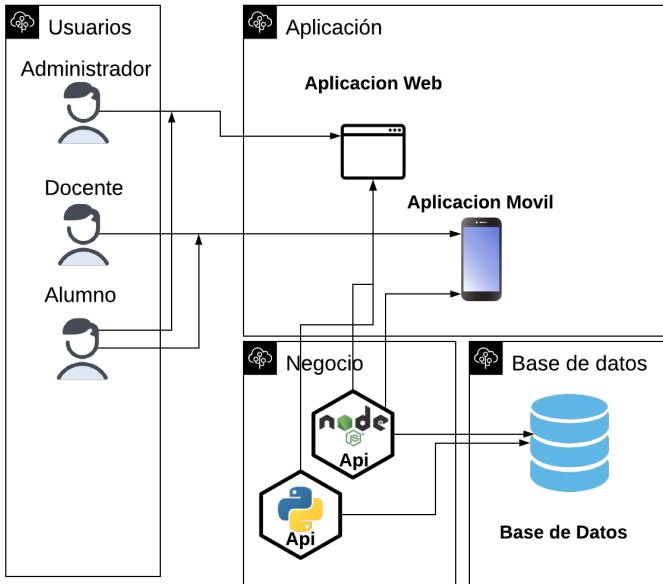 Usuarios
Administrador
Docente
Alumno
Aplicación
Aplicacion Web
Aplicacion Movil
Negocio
node
JS
Api
Api
Base de datos
Base de Datos